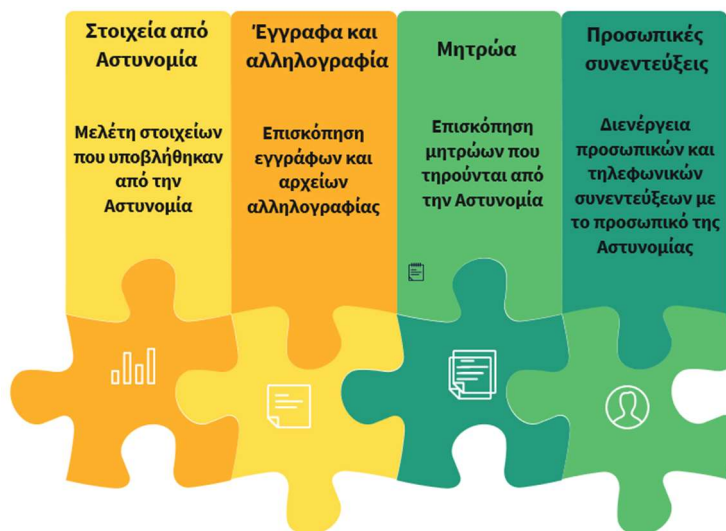 Στοιχεία από
Αστυνομία
Μελέτη στοιχείων
που υποβλήθηκαν
από την
Αστυνομία
Έγγραφα και
αλληλογραφία
Επισκόπηση
εγγράφων και
αρχείων
αλληλογραφίας
Μητρώα
Επισκόπηση
μητρώων που
τηρούνται από
την Αστυνομία
Προσωπικές
συνεντεύξεις
Διενέργεια
προσωπικών και
τηλεφωνικών
συνεντεύξεων με
το προσωπικό της
Αστυνομίας